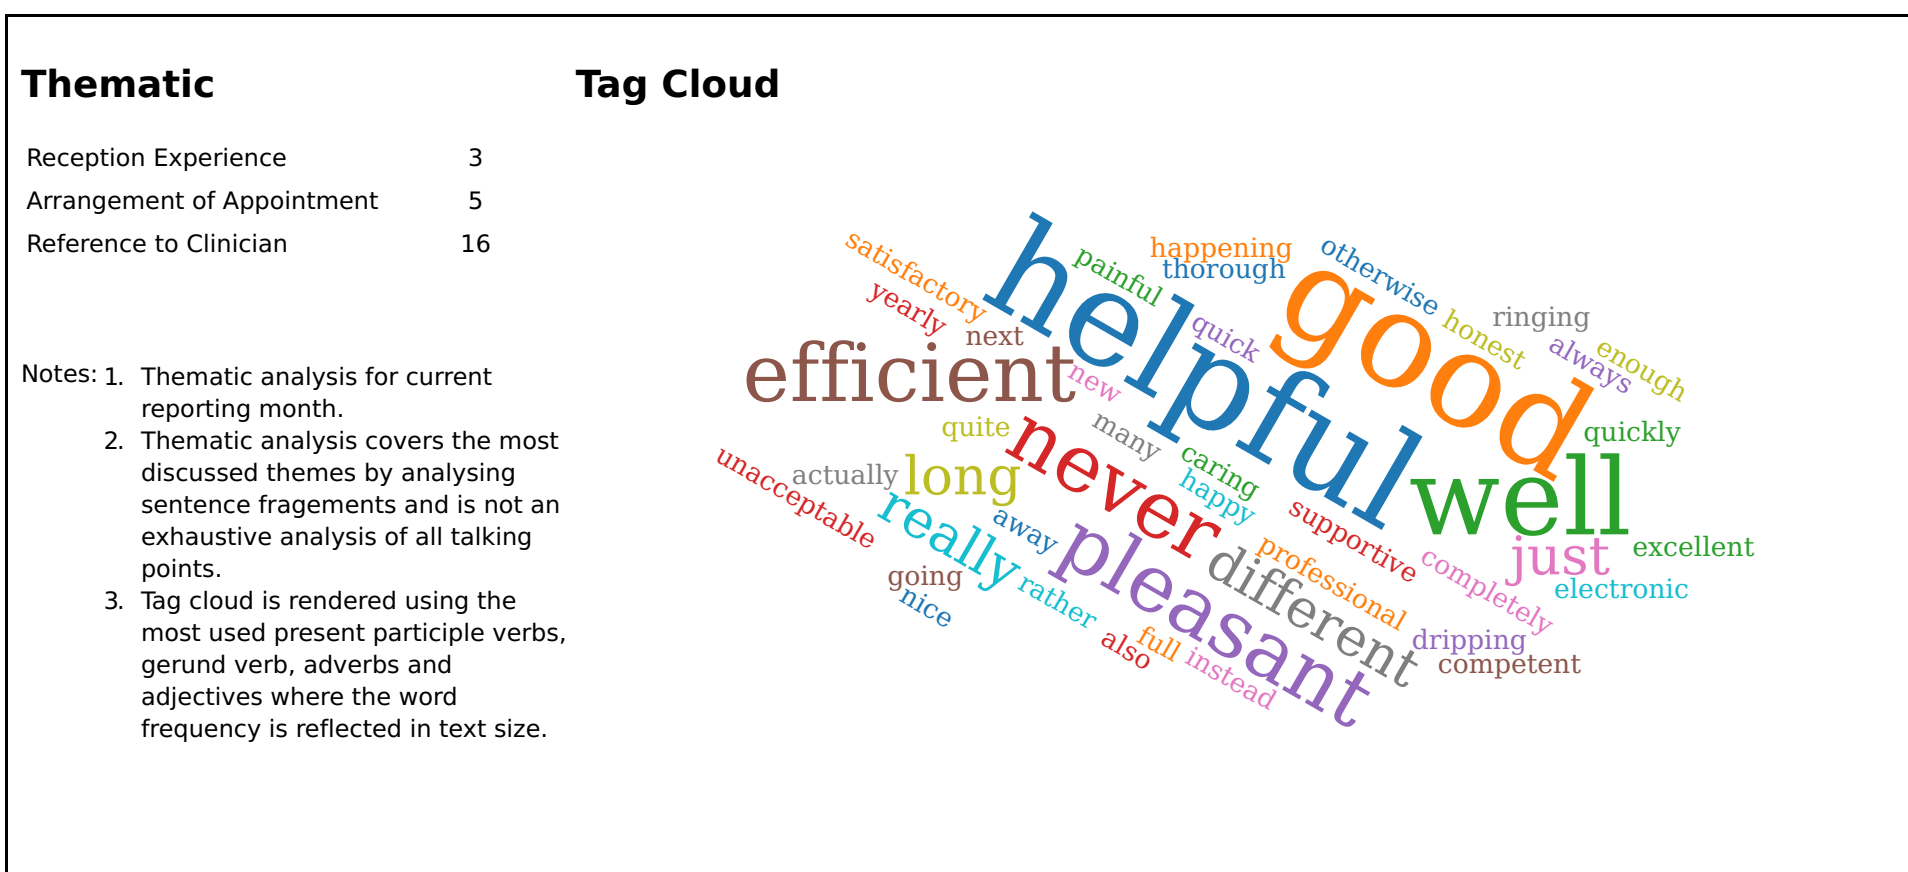 Thematic
Reception Experience 3
Arrangement of Appointment 5
Reference to Clinician 16
Notes: 1. Thematic analysis for current
reporting month.
2. Thematic analysis covers the most
discussed themes by analysing
sentence fragements and is not an
exhaustive analysis of all talking
points.
3. Tag cloud is rendered using the
most used present participle verbs,
gerund verb, adverbs and
adjectives where the word
frequency is reflected in text size.
Tag Cloud
satisfactory
yearly
next
efficient
helpful
painful
happening
thorough
quick
good
otherwise
honest
ringing
always
enough
quickly
new
many
quite
never
caring
happy
well
unacceptable
actually
long
really
away
pleasant
supportive
different
professional
completely
just
excellent
electronic
going
nice
rather
also
full
instead
dripping
competent